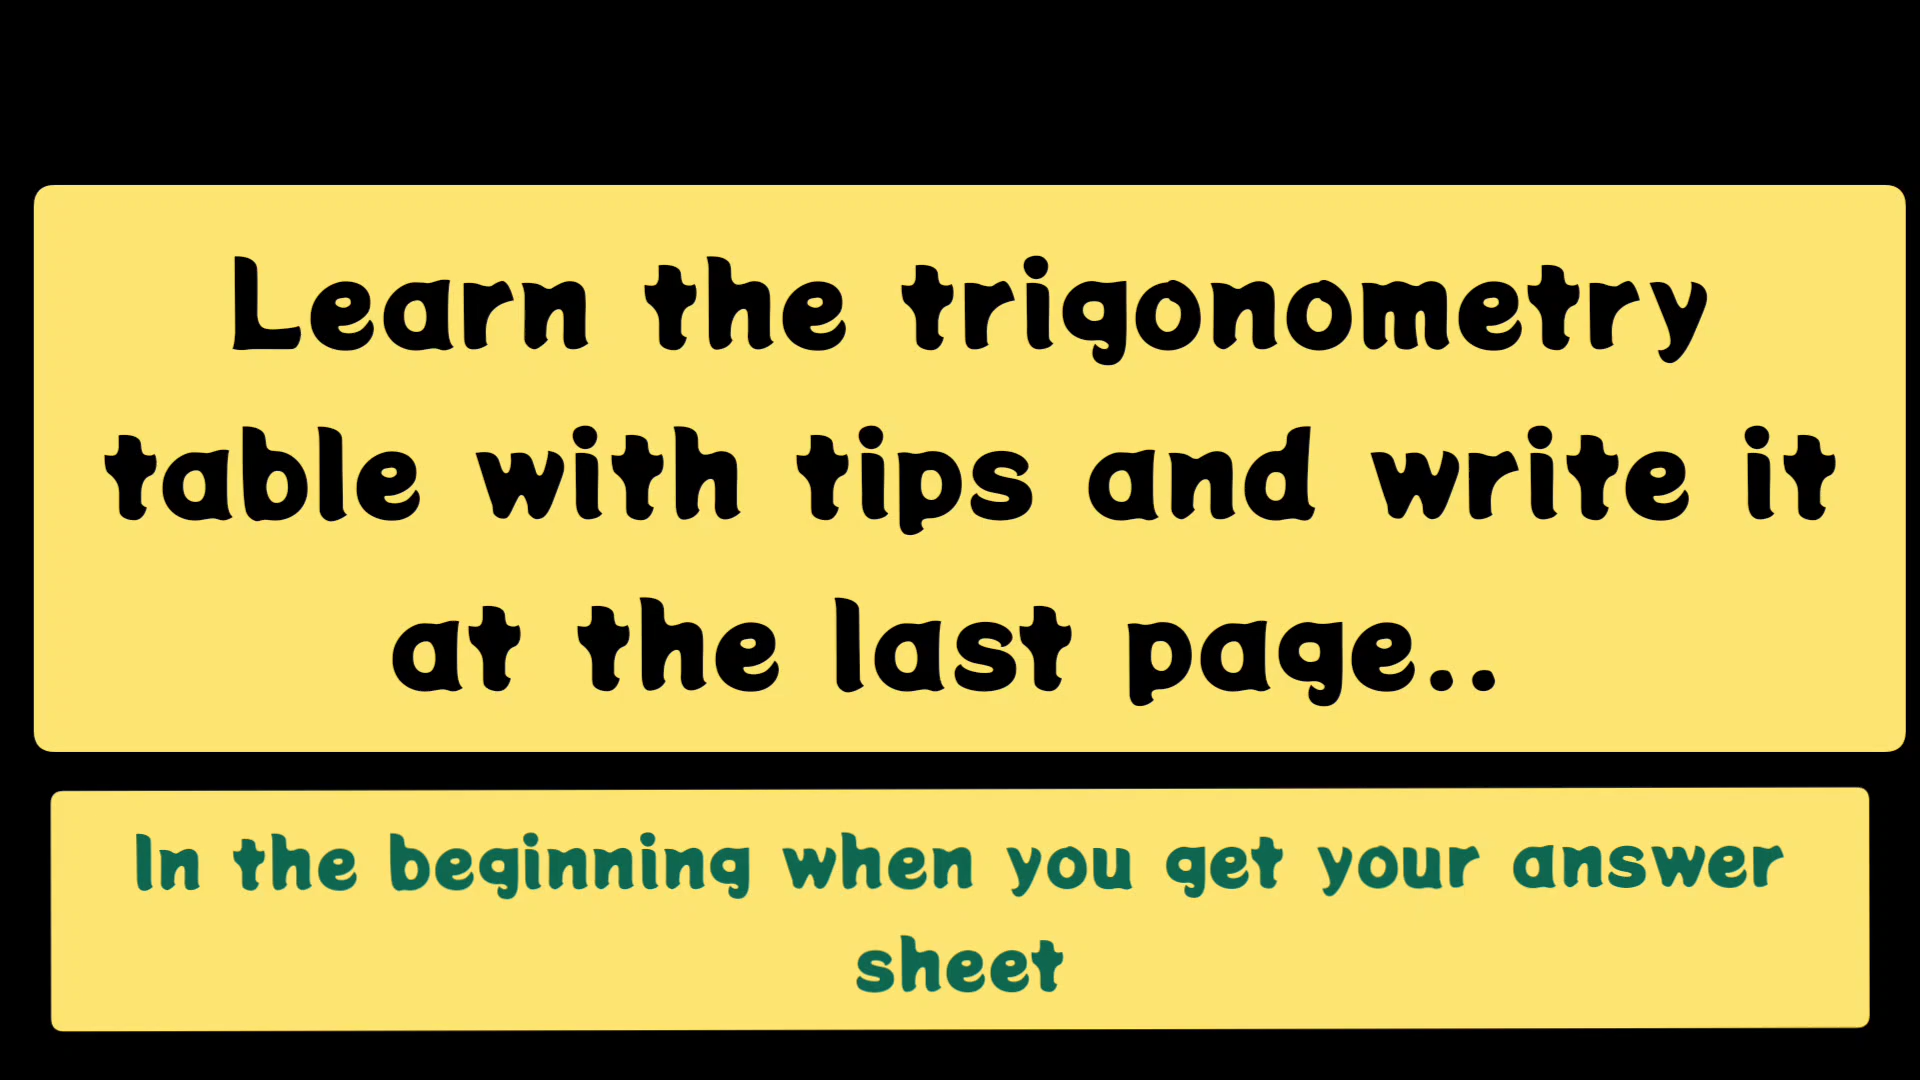 Learn the trigonometry
table with tips and write it
at the last page..
In the beginning when you get your answer
sheet